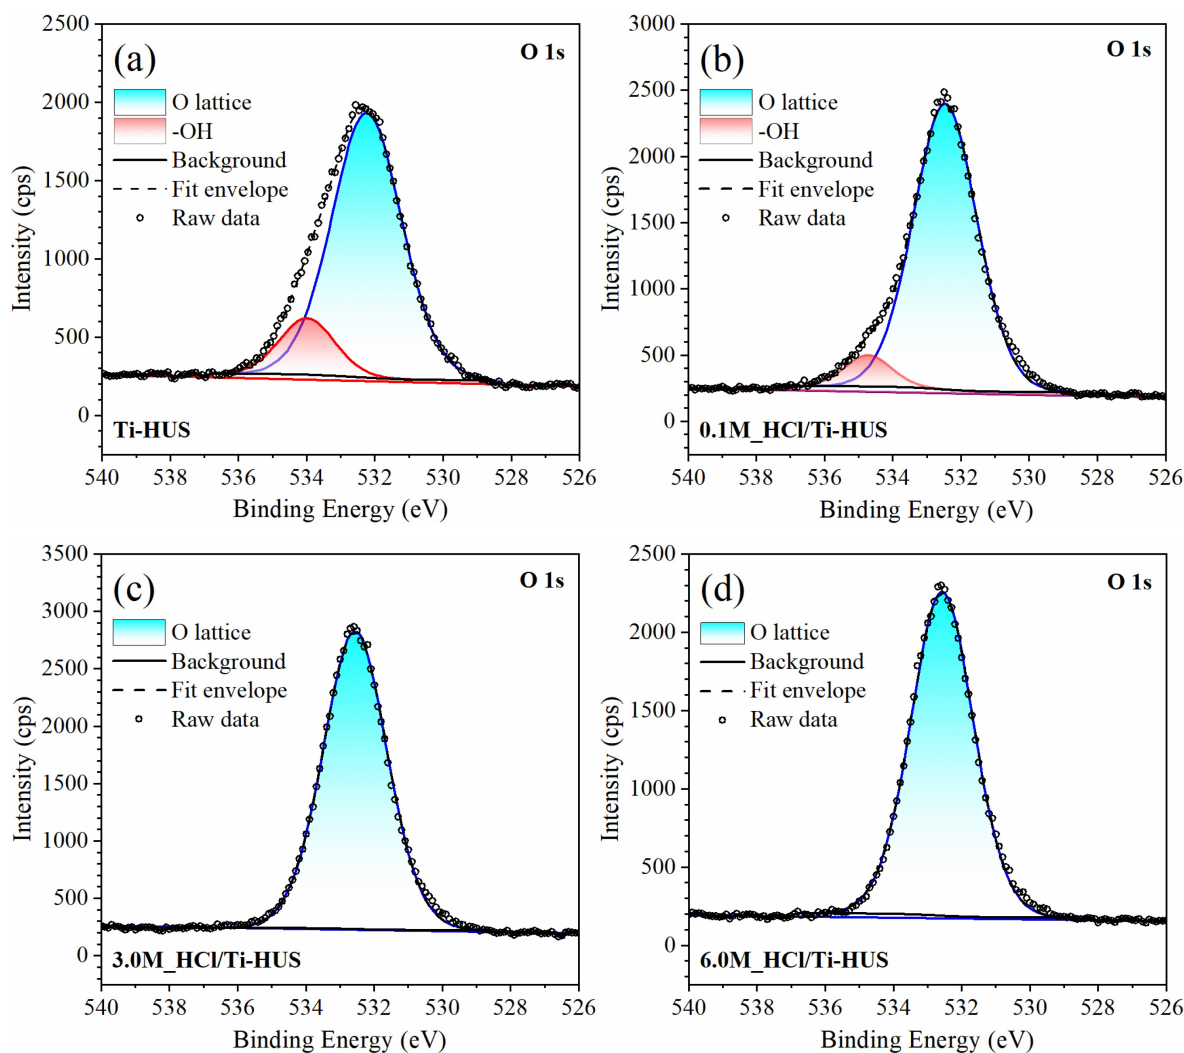 (a)
O 1s
O lattice
-OH
Background
Fit envelope
Raw data
Ti-HUS
2500
2000
1500
1000
500
0
Intensity (cps)
540 538 536 534 532 530 528 526
Binding Energy (eV)
(b)
O 1s
O lattice
-OH
Background
Fit envelope
Raw data
0.1M_HCl/Ti-HUS
3000
2500
2000
1500
1000
500
0
Intensity (cps)
540 538 536 534 532 530 528 526
Binding Energy (eV)
(c)
O 1s
O lattice
Background
Fit envelope
Raw data
3.0M_HCl/Ti-HUS
3500
3000
2500
2000
1500
1000
500
0
Intensity (cps)
540 538 536 534 532 530 528 526
Binding Energy (eV)
(d)
O 1s
O lattice
Background
Fit envelope
Raw data
6.0M_HCl/Ti-HUS
2500
2000
1500
1000
500
0
Intensity (cps)
540 538 536 534 532 530 528 526
Binding Energy (eV)